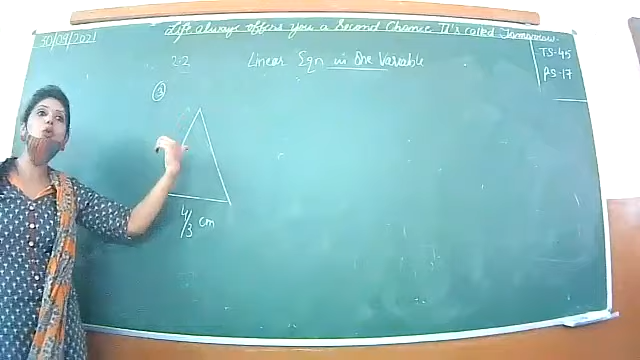 Life always offers you a Second Chance It's called Tomorrow.
30/09/2021
TS-45
PS-17
2.2 Linear Eqn in One Variable
3
4/3 cm